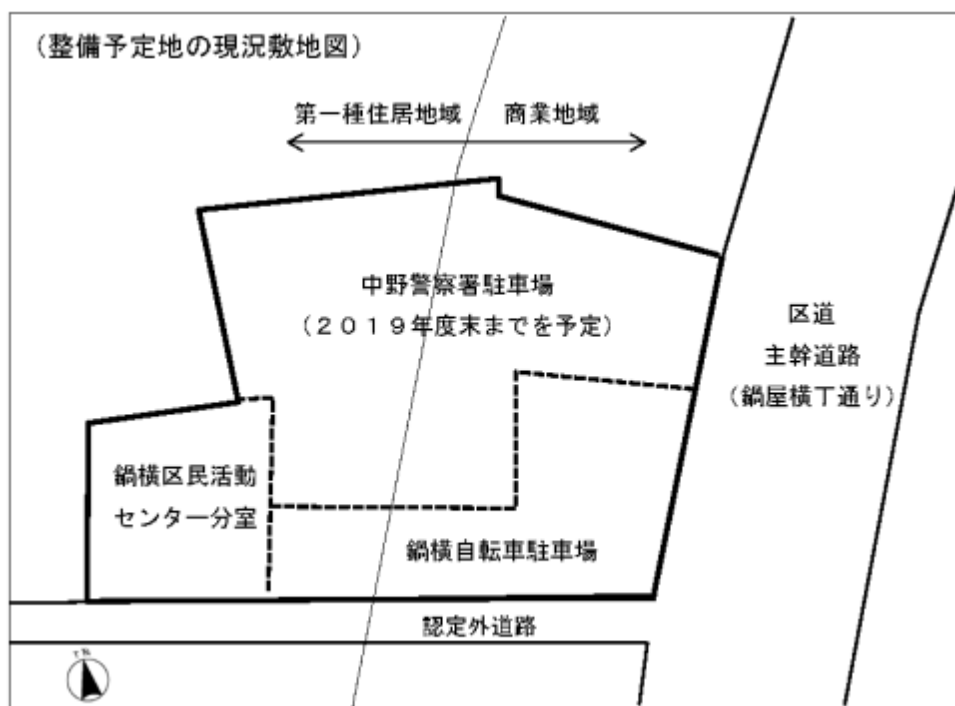 （整備予定地の現況敷地図）
第一種住居地域　商業地域
中野警察署駐車場
（２０１９年度末までを予定）
区道
主幹道路
（鍋屋横丁通り）
鍋横区民活動
センター分室
鍋横自転車駐車場
認定外道路